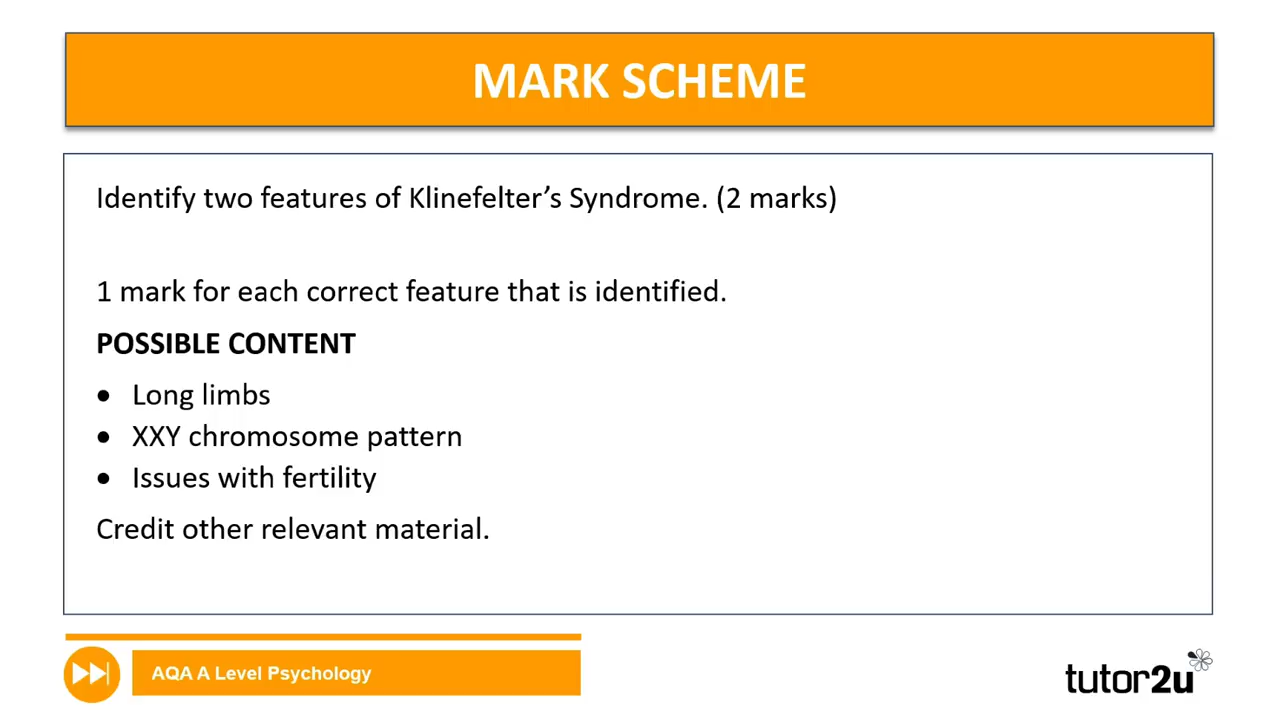 MARK SCHEME
Identify two features of Klinefelter’s Syndrome. (2 marks)
1 mark for each correct feature that is identified.
POSSIBLE CONTENT
• Long limbs
• XXY chromosome pattern
• Issues with fertility
Credit other relevant material.
AQA A Level Psychology
tutor2u